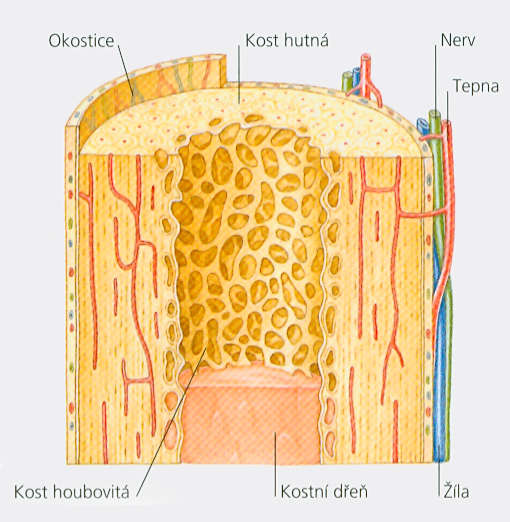 Okostice
Kost hutná
Nerv
Tepna
Kost houbovitá
Kostní dřeň
Žíla